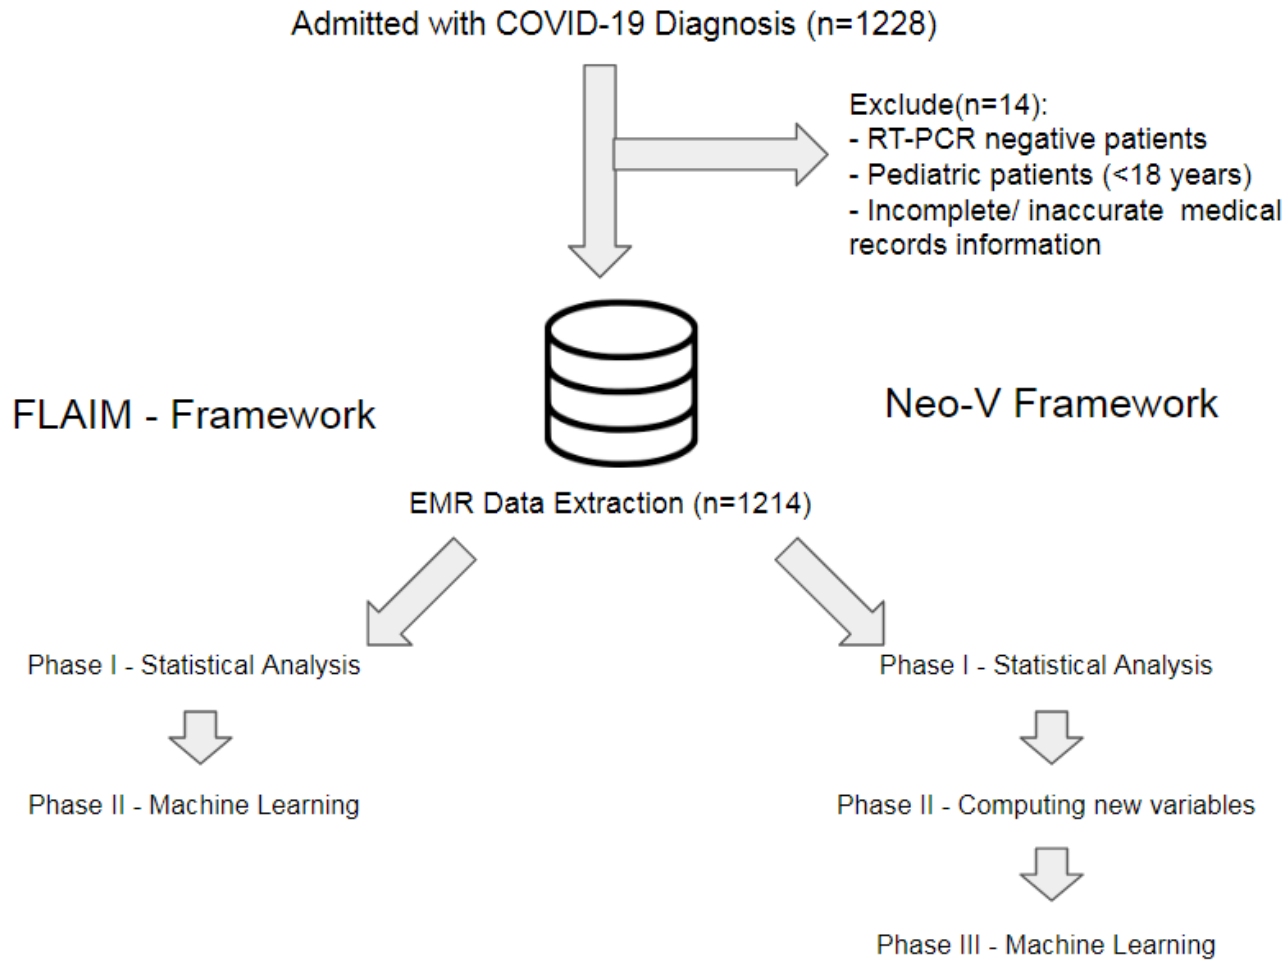 Admitted with COVID-19 Diagnosis (n=1228)
Exclude(n=14):
- RT-PCR negative patients
- Pediatric patients (<18 years)
- Incomplete/ inaccurate  medical
records information
FLAIM - Framework
Neo-V Framework
EMR Data Extraction (n=1214)
Phase I - Statistical Analysis
Phase II - Machine Learning
Phase I - Statistical Analysis
Phase II - Computing new variables
Phase III - Machine Learning